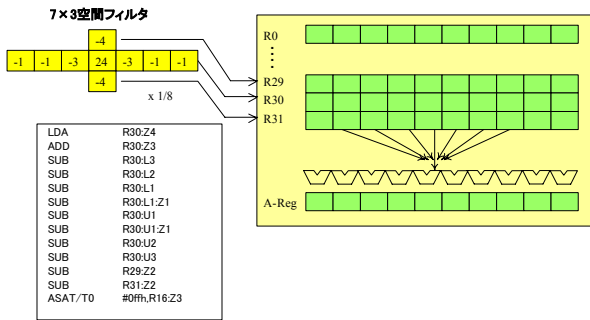 7×3空間フィルタ
-4
-1 -1 -3 24 -3 -1 -1
-4
x 1/8
R0
R29
R30
R31
A-Reg
LDA R30:Z4
ADD R30:Z3
SUB R30:L3
SUB R30:L2
SUB R30:L1
SUB R30:L1:Z1
SUB R30:U1
SUB R30:U1:Z1
SUB R30:U2
SUB R30:U3
SUB R29:Z2
SUB R31:Z2
ASAT/T0 #0ffh,R16:Z3